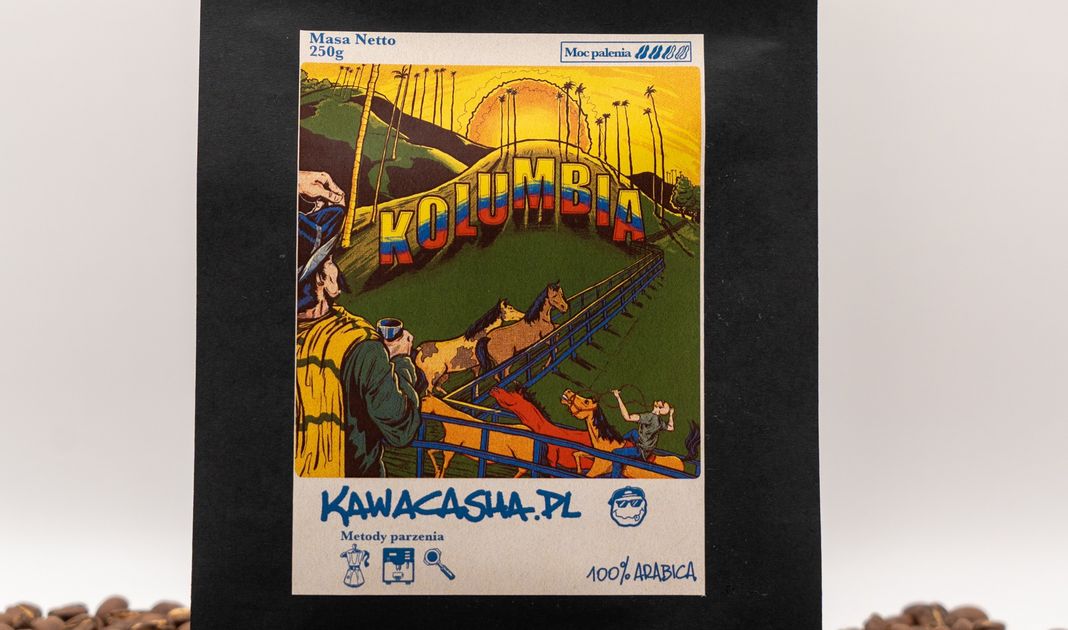 Masa Netto
250g
Moc palenia
KOLUMBIA
KAWACASHA.PL
Metody parzenia
100% ARABICA